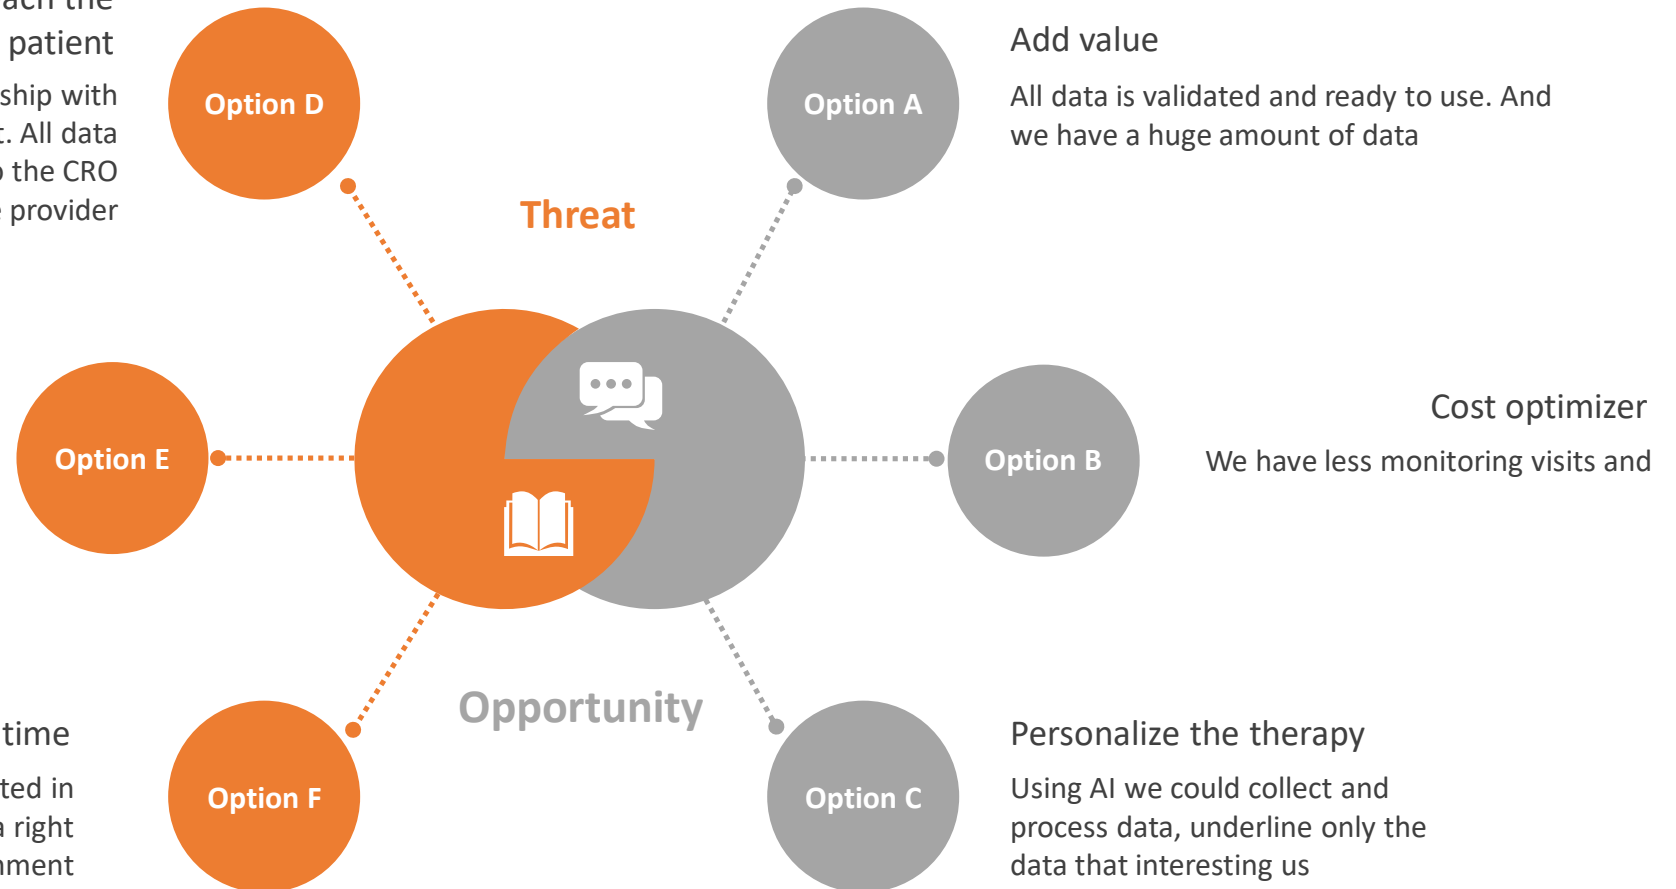 ach the
patient
ship with
t. All data
o the CRO
e provider
Option D
Threat
Option A
Add value
All data is validated and ready to use. And
we have a huge amount of data
Option E
Option B
Cost optimizer
We have less monitoring visits and
time
ted in
a right
nment
Option F
Opportunity
Option C
Personalize the therapy
Using AI we could collect and
process data, underline only the
data that interesting us